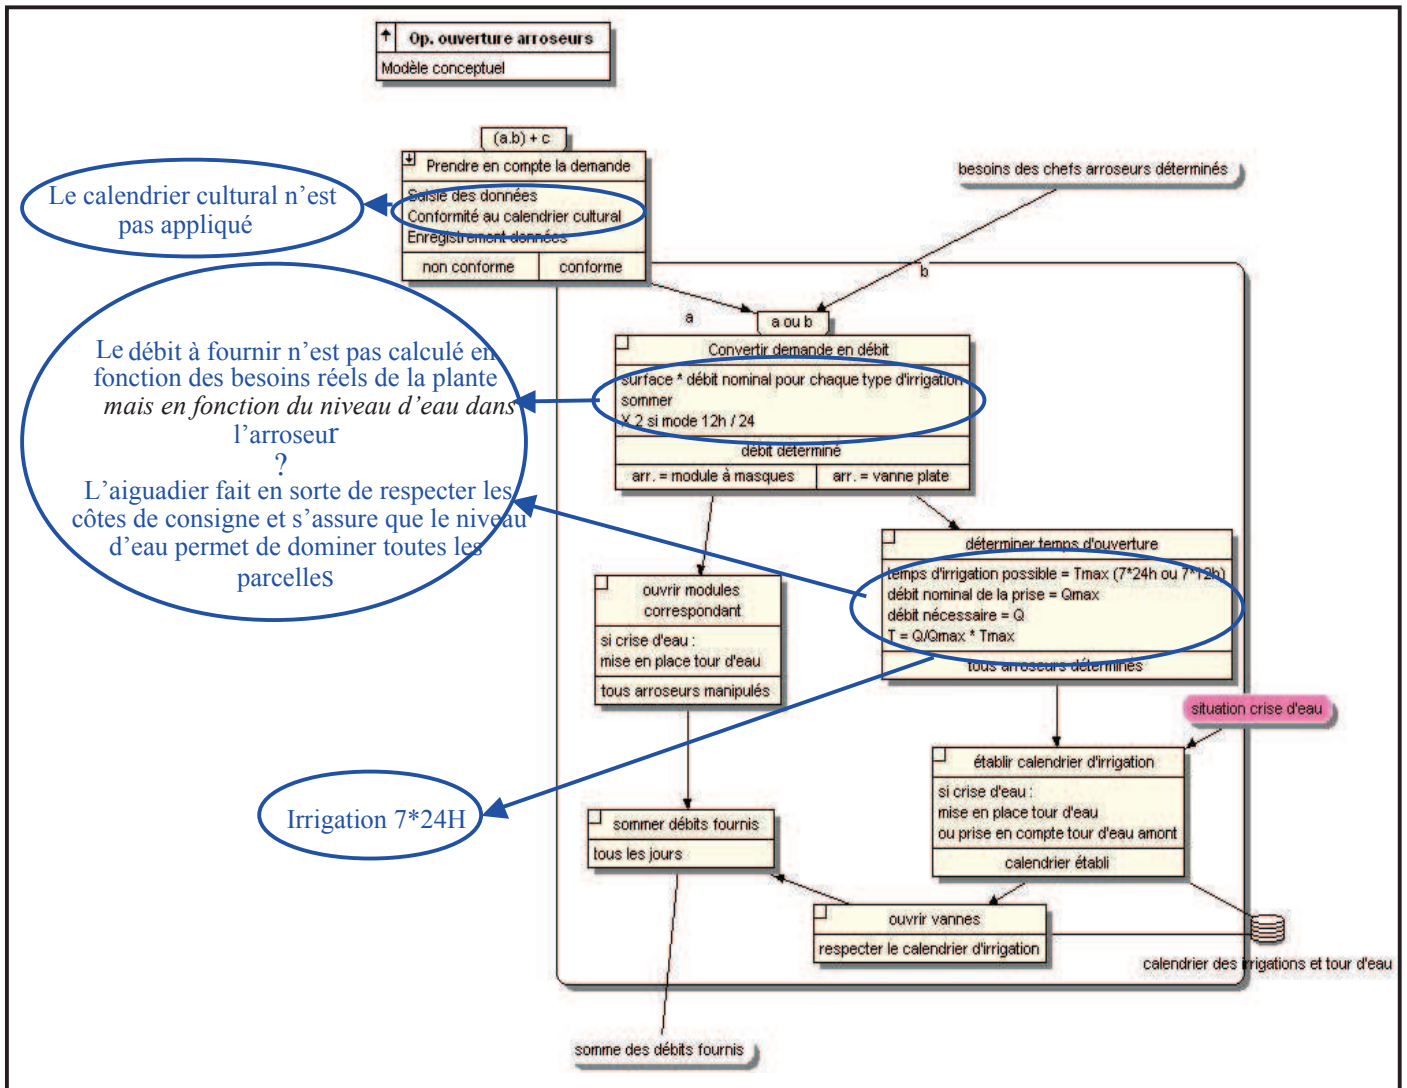 Op. ouverture arroseurs
Modèle conceptuel
(a.b) + c
Prendre en compte la demande
Saisie des données
Conformité au calendrier cultural
Enregistrement données
non conforme
conforme
Le calendrier cultural n'est
pas appliqué
besoins des chefs arroseurs déterminés
b
a
a ou b
Convertir demande en débit
surface * débit nominal pour chaque type d'irrigation
sommer
X 2 si mode 12h / 24
débit déterminé
arr. = module à masques
arr. = vanne plate
Le débit à fournir n'est pas calculé en
fonction des besoins réels de la plante
mais en fonction du niveau d'eau dans
l'arroseur
?
L'aiguadier fait en sorte de respecter les
côtes de consigne et s'assure que le niveau
d'eau permet de dominer toutes les
parcelles
déterminer temps d'ouverture
temps d'irrigation possible = Tmax (7*24h ou 7*12h)
débit nominal de la prise = Qmax
débit nécessaire = Q
T = Q/Qmax * Tmax
tous arroseurs déterminés
ouvrir modules
correspondant
si crise d'eau :
mise en place tour d'eau
tous arroseurs manipulés
situation crise d'eau
établir calendrier d'irrigation
si crise d'eau :
mise en place tour d'eau
ou prise en compte tour d'eau amont
calendrier établi
Irrigation 7*24H
sommer débits fournis
tous les jours
ouvrir vannes
respecter le calendrier d'irrigation
calendrier des irrigations et tour d'eau
somme des débits fournis